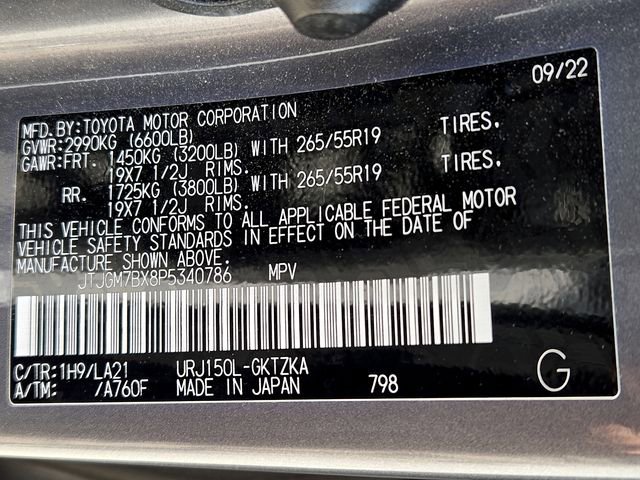 09/22
MFD.BY:TOYOTA MOTOR CORPORATION
GVWR:2990KG (6600LB)
GAWR:FRT. 1450KG (3200LB) WITH 265/55R19 TIRES.
19X7 1/2J RIMS.
RR. 1725KG (3800LB) WITH 265/55R19 TIRES.
19X7 1/2J RIMS.
THIS VEHICLE CONFORMS TO ALL APPLICABLE FEDERAL MOTOR
VEHICLE SAFETY STANDARDS IN EFFECT ON THE DATE OF
MANUFACTURE SHOWN ABOVE.
JTJGM7BX8P5340786 MPV
C/TR:1H9/LA21 URJ150L-GKTZKA
A/TM: /A760F MADE IN JAPAN 798 G